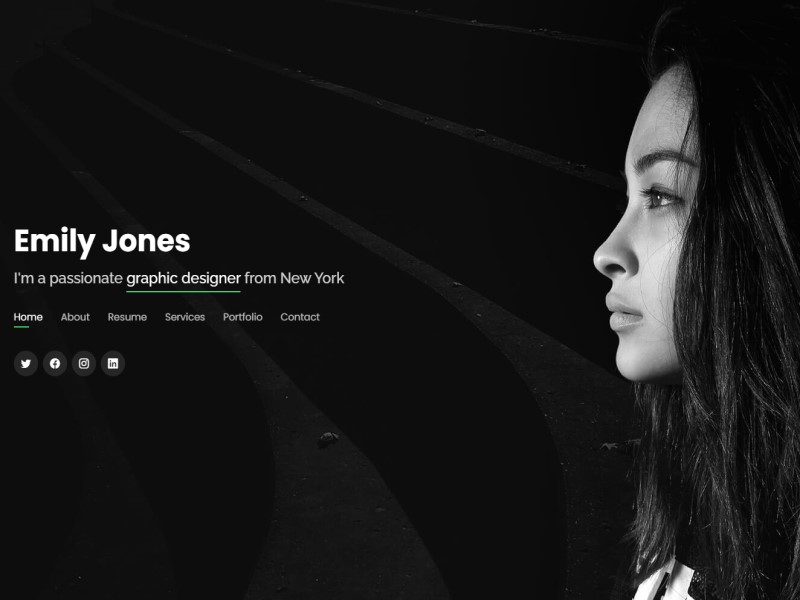 Emily Jones
I'm a passionate graphic designer from New York
Home About Resume Services Portfolio Contact